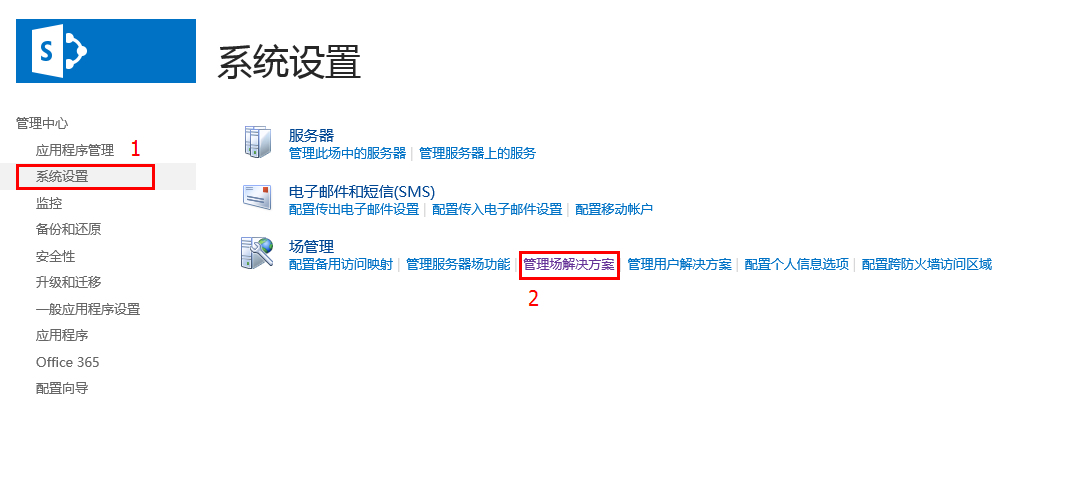 S
系统设置
管理中心
应用程序管理 1
系统设置
监控
备份和还原
安全性
升级和迁移
一般应用程序设置
应用程序
Office 365
配置向导
服务器
管理此场中的服务器 | 管理服务器上的服务
电子邮件和短信(SMS)
配置传出电子邮件设置 | 配置传入电子邮件设置 | 配置移动帐户
场管理
配置备用访问映射 | 管理服务器场功能 | 管理场解决方案 管理用户解决方案 | 配置个人信息选项 | 配置跨防火墙访问区域
2